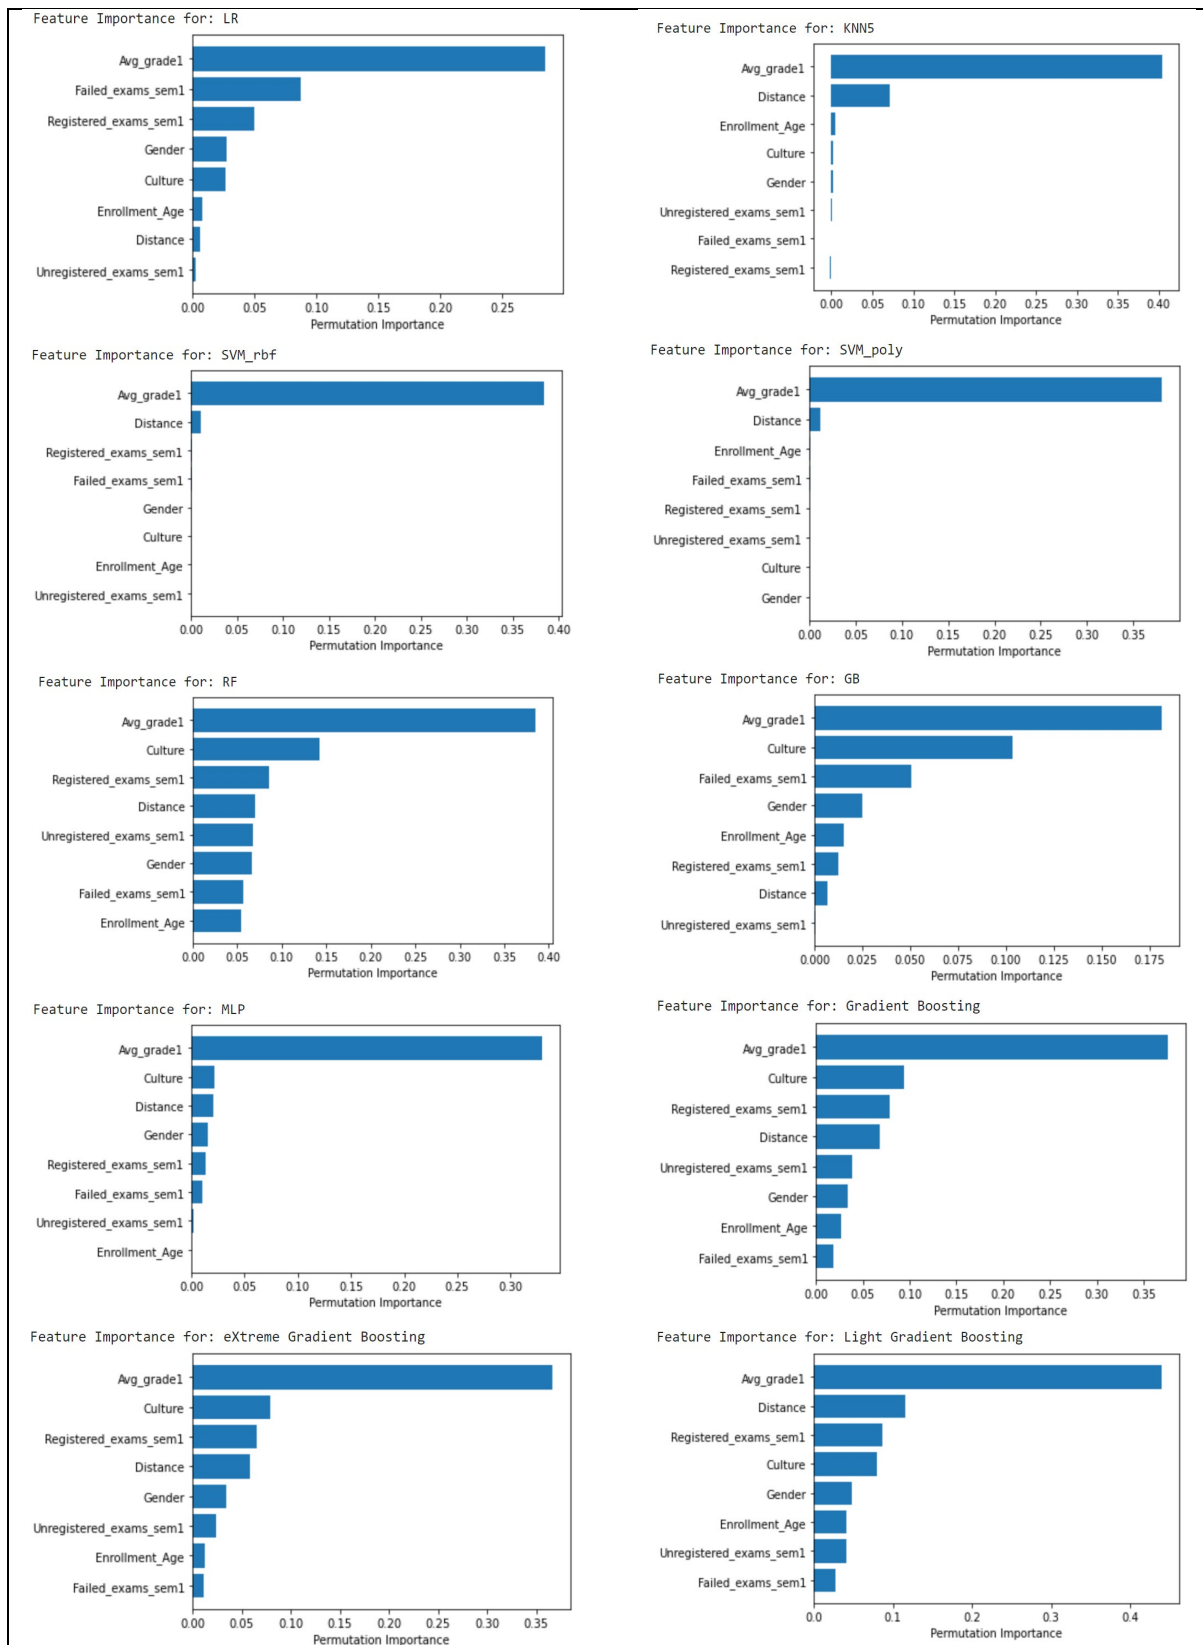 Feature Importance for: LR
Avg_grade1
Failed_exams_sem1
Registered_exams_sem1
Gender
Culture
Enrollment_Age
Distance
Unregistered_exams_sem1
0.00 0.05 0.10 0.15 0.20 0.25
Permutation Importance
Feature Importance for: KNN5
Avg_grade1
Distance
Enrollment_Age
Culture
Gender
Unregistered_exams_sem1
Failed_exams_sem1
Registered_exams_sem1
0.00 0.05 0.10 0.15 0.20 0.25 0.30 0.35 0.40
Permutation Importance
Feature Importance for: SVM_rbf
Avg_grade1
Distance
Registered_exams_sem1
Failed_exams_sem1
Gender
Culture
Enrollment_Age
Unregistered_exams_sem1
0.00 0.05 0.10 0.15 0.20 0.25 0.30 0.35 0.40
Permutation Importance
Feature Importance for: SVM_poly
Avg_grade1
Distance
Enrollment_Age
Failed_exams_sem1
Registered_exams_sem1
Unregistered_exams_sem1
Culture
Gender
0.00 0.05 0.10 0.15 0.20 0.25 0.30 0.35
Permutation Importance
Feature Importance for: RF
Avg_grade1
Culture
Registered_exams_sem1
Distance
Unregistered_exams_sem1
Gender
Failed_exams_sem1
Enrollment_Age
0.00 0.05 0.10 0.15 0.20 0.25 0.30 0.35 0.40
Permutation Importance
Feature Importance for: GB
Avg_grade1
Culture
Failed_exams_sem1
Gender
Enrollment_Age
Registered_exams_sem1
Distance
Unregistered_exams_sem1
0.000 0.025 0.050 0.075 0.100 0.125 0.150 0.175
Permutation Importance
Feature Importance for: MLP
Avg_grade1
Culture
Distance
Gender
Registered_exams_sem1
Failed_exams_sem1
Unregistered_exams_sem1
Enrollment_Age
0.00 0.05 0.10 0.15 0.20 0.25 0.30
Permutation Importance
Feature Importance for: Gradient Boosting
Avg_grade1
Culture
Registered_exams_sem1
Distance
Unregistered_exams_sem1
Gender
Enrollment_Age
Failed_exams_sem1
0.00 0.05 0.10 0.15 0.20 0.25 0.30 0.35
Permutation Importance
Feature Importance for: eXtreme Gradient Boosting
Avg_grade1
Culture
Registered_exams_sem1
Distance
Gender
Unregistered_exams_sem1
Enrollment_Age
Failed_exams_sem1
0.00 0.05 0.10 0.15 0.20 0.25 0.30 0.35
Permutation Importance
Feature Importance for: Light Gradient Boosting
Avg_grade1
Distance
Registered_exams_sem1
Culture
Gender
Enrollment_Age
Unregistered_exams_sem1
Failed_exams_sem1
0.0 0.1 0.2 0.3 0.4
Permutation Importance